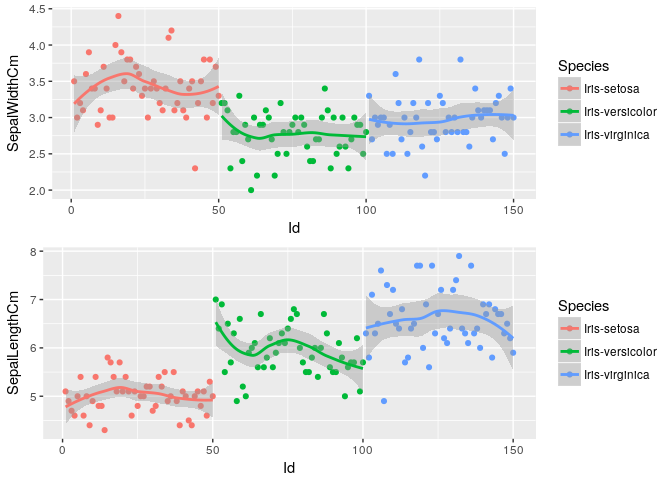 4.5
4.0
3.5
3.0
2.5
2.0
SepalWidthCm
0 50 100 150
Id
Species
Iris-setosa
Iris-versicolor
Iris-virginica
8
7
6
5
SepalLengthCm
0 50 100 150
Id
Species
Iris-setosa
Iris-versicolor
Iris-virginica